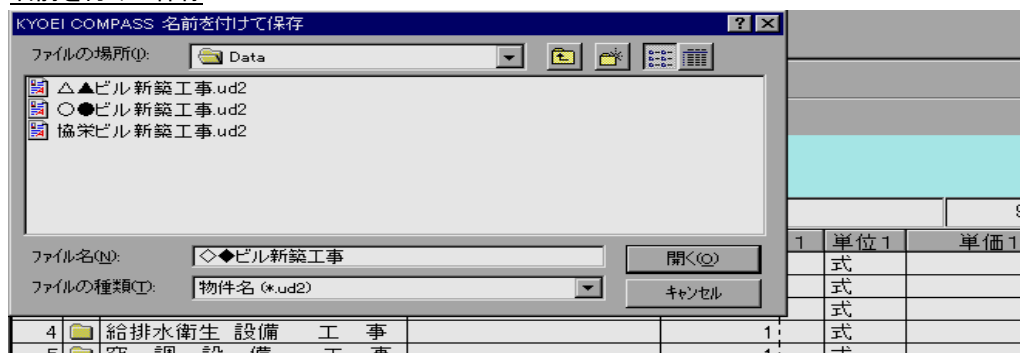 KYOEI COMPASS 名前を付けて保存
ファイルの場所(I):
Data
△▲ビル新築工事.ud2
○●ビル新築工事.ud2
協栄ビル新築工事.ud2
ファイル名(N):
◇◆ビル新築工事
開く(O)
ファイルの種類(T):
物件名 (*.ud2)
キャンセル
1 単位1 単価1
式
式
式
4 給排水衛生 設備 工 事 1 式